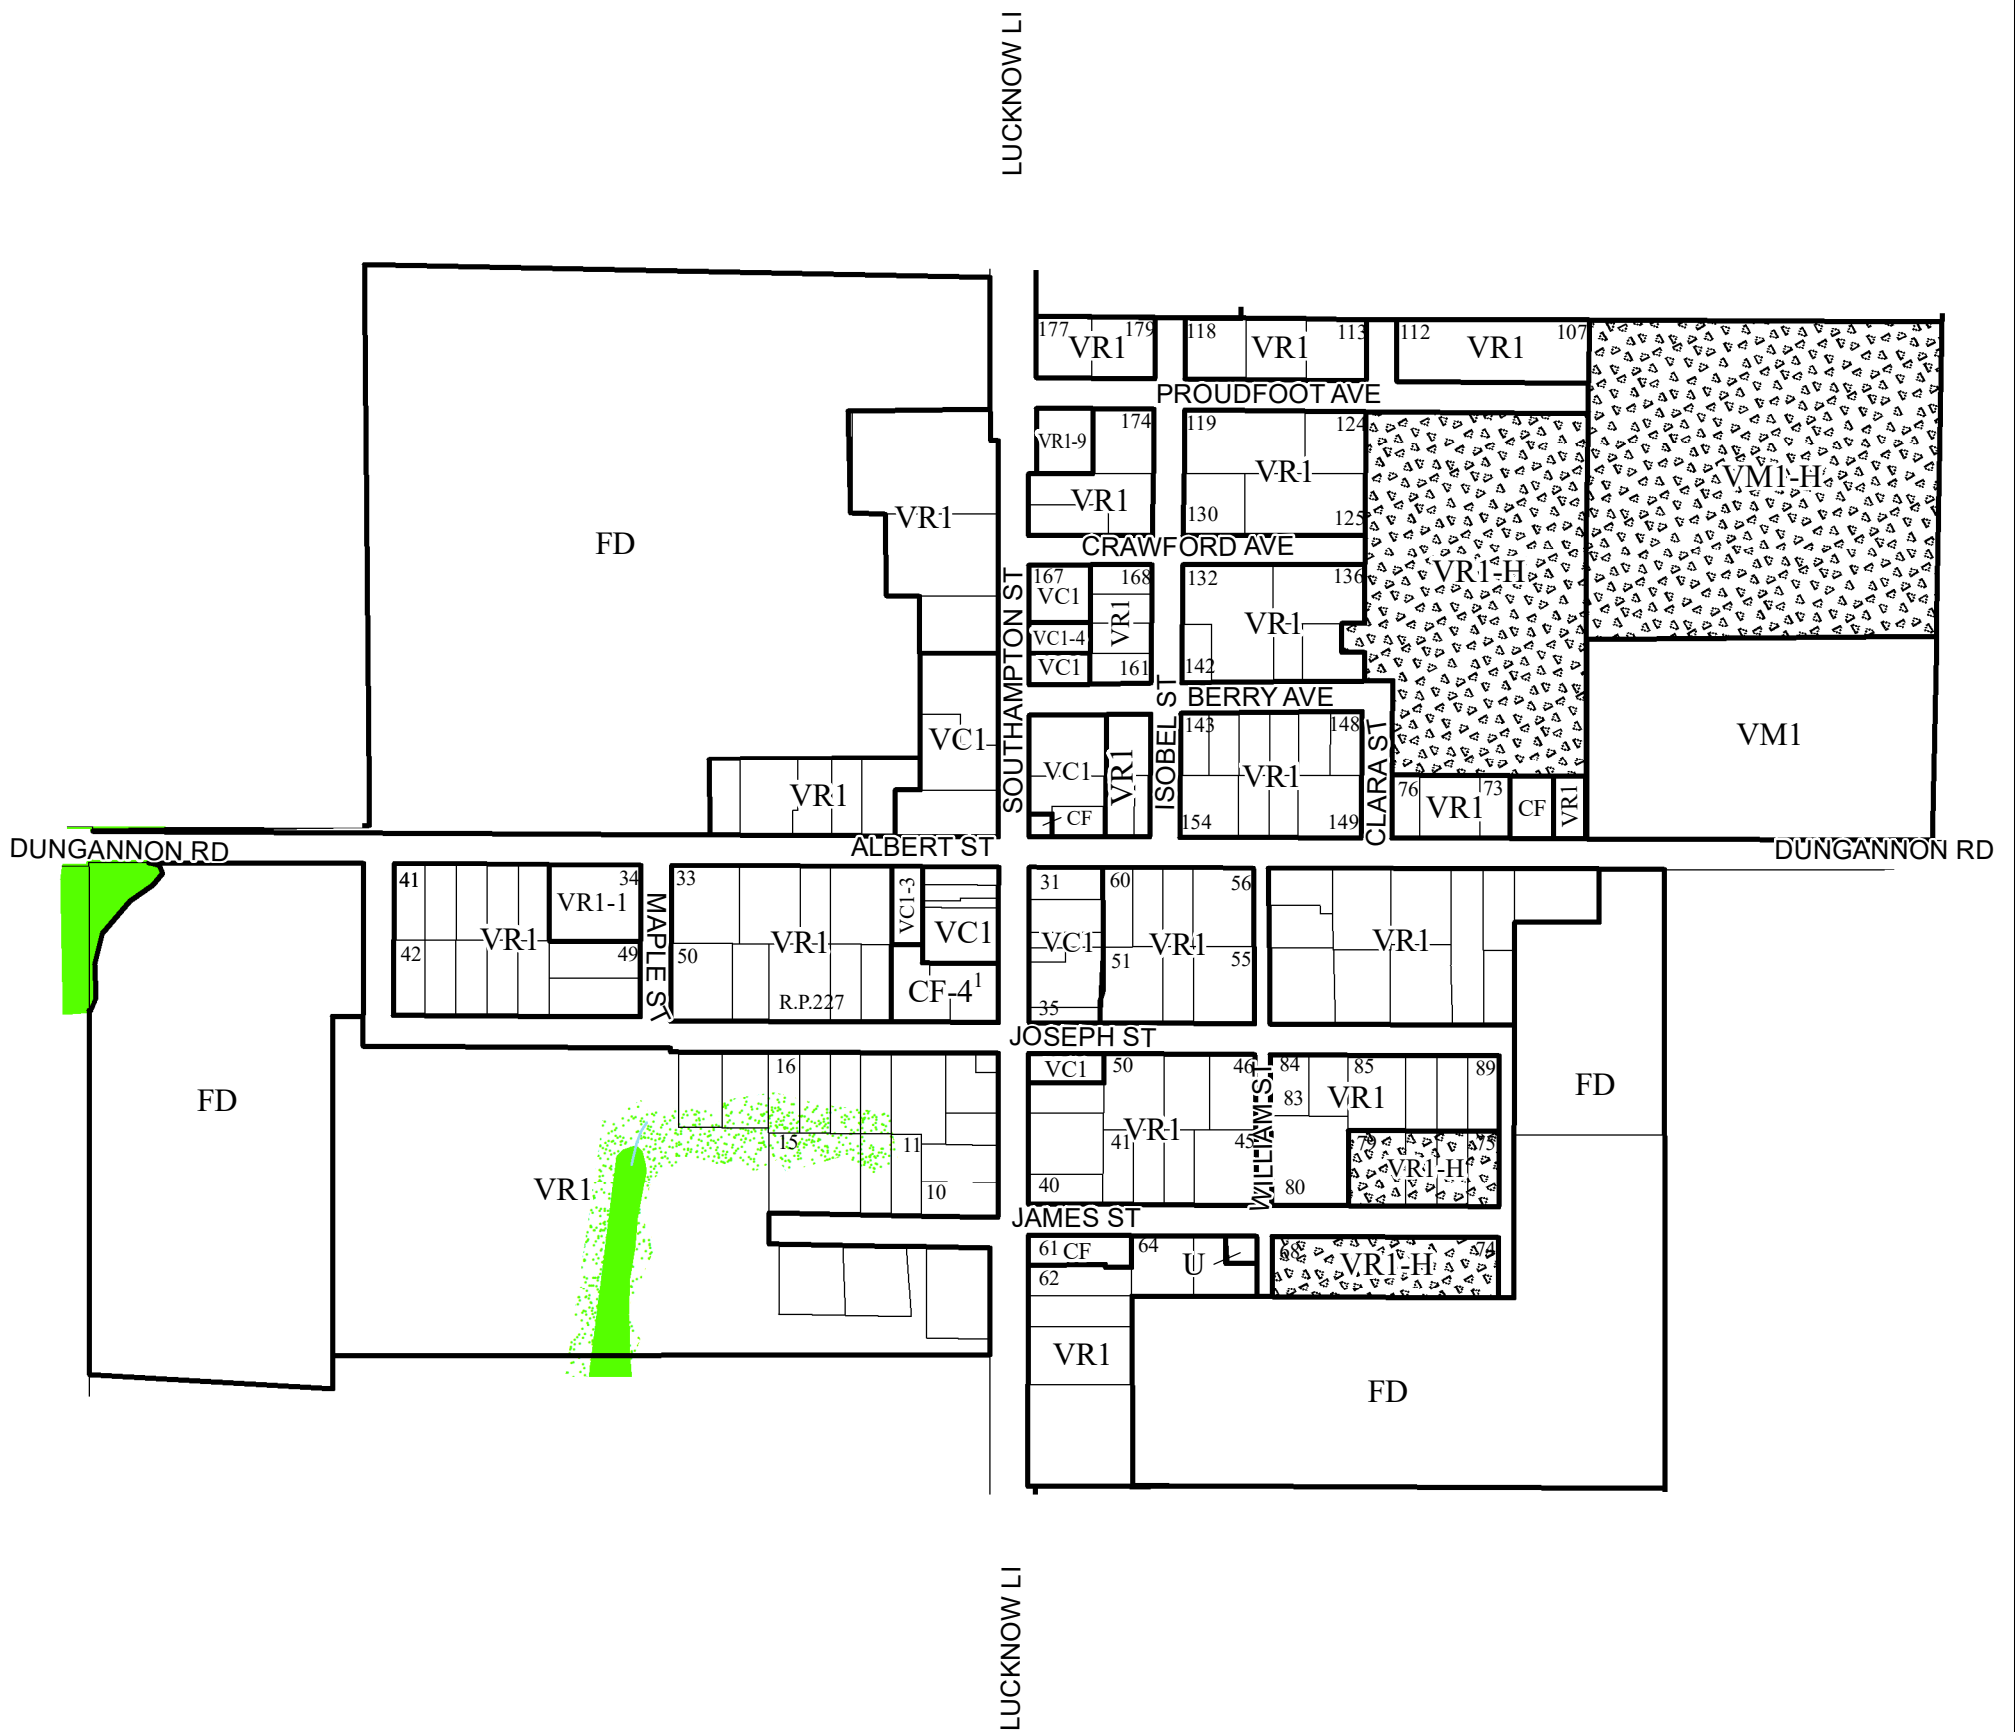 LUCKNOW LI
177
179
VR1
118
113
VR1
112
107
VR1
PROUDFOOT AVE
VR1-9
174
VR1
119
124
VR1
130
125
VM1-H
VR1
FD
CRAWFORD AVE
VR1-H
167
VC1
168
VR1
VC1-4
VC1
161
132
136
VR1
142
SOUTHAMPTON ST
BERRY AVE
ISOBEL ST
CLARA ST
VC1
VC1
VR1
CF
143
148
VR1
154
149
VM1
76
VR1
73
CF
VR1
VR1
DUNGANNON RD
ALBERT ST
DUNGANNON RD
41
34
VR1-1
VR1
42
49
MAPLE ST
33
VR1
50
R.P.227
VC1-3
VC1
CF-4¹
31
VC1
35
60
56
VR1
51
55
VR1
JOSEPH ST
FD
FD
16
15
11
10
VR1
VC1
50
46
VR1
41
45
40
WILLIAM ST
84
85
89
83
VR1
79
75
VR1-H
80
JAMES ST
61
CF
64
U
62
68
74
VR1-H
VR1
FD
LUCKNOW LI